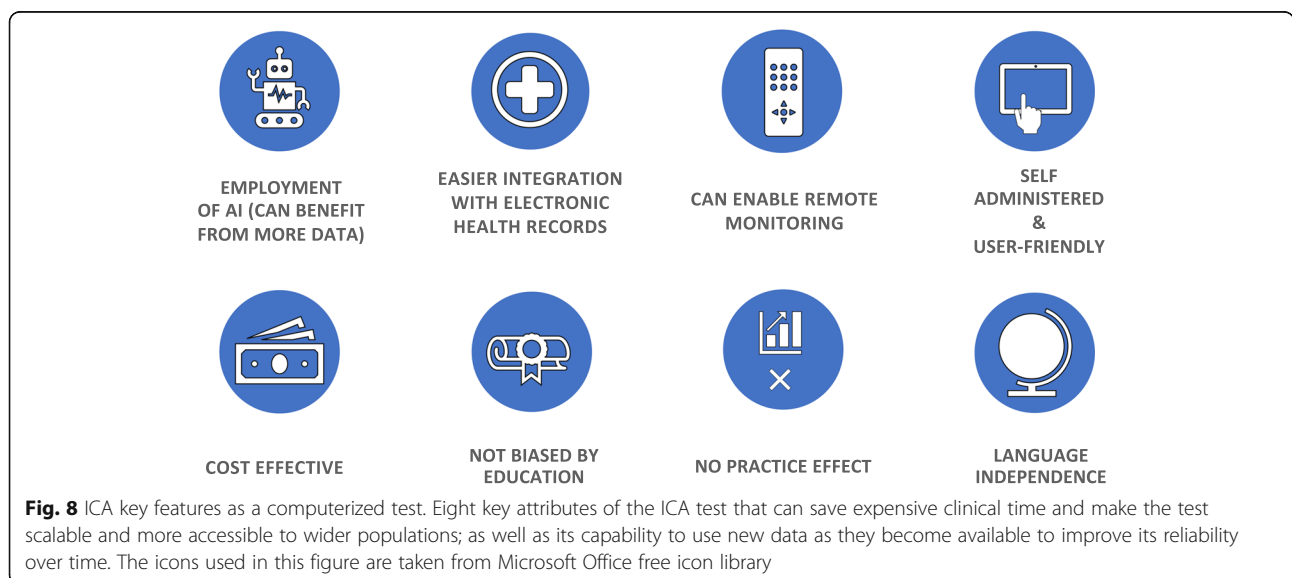 EMPLOYMENT
OF AI (CAN BENEFIT
FROM MORE DATA)
EASIER INTEGRATION
WITH ELECTRONIC
HEALTH RECORDS
CAN ENABLE REMOTE
MONITORING
SELF
ADMINISTERED
&
USER-FRIENDLY
COST EFFECTIVE
NOT BIASED BY
EDUCATION
NO PRACTICE EFFECT
LANGUAGE
INDEPENDENCE
Fig. 8 ICA key features as a computerized test. Eight key attributes of the ICA test that can save expensive clinical time and make the test
scalable and more accessible to wider populations; as well as its capability to use new data as they become available to improve its reliability
over time. The icons used in this figure are taken from Microsoft Office free icon library